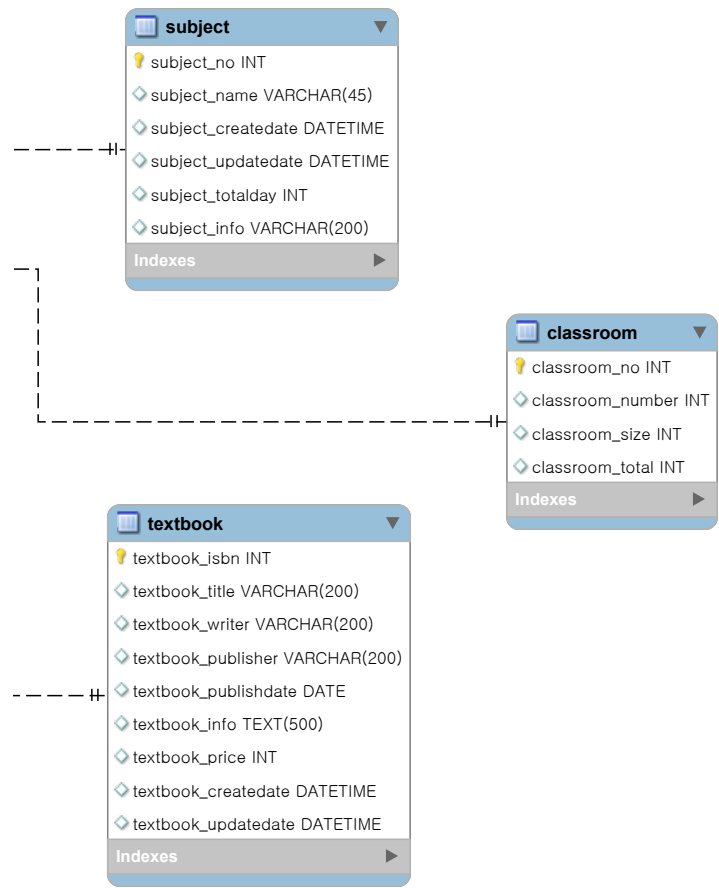 subject
subject_no INT
subject_name VARCHAR(45)
subject_createdate DATETIME
subject_updatedate DATETIME
subject_totalday INT
subject_info VARCHAR(200)
Indexes
classroom
classroom_no INT
classroom_number INT
classroom_size INT
classroom_total INT
Indexes
textbook
textbook_isbn INT
textbook_title VARCHAR(200)
textbook_writer VARCHAR(200)
textbook_publisher VARCHAR(200)
textbook_publishdate DATE
textbook_info TEXT(500)
textbook_price INT
textbook_createdate DATETIME
textbook_updatedate DATETIME
Indexes